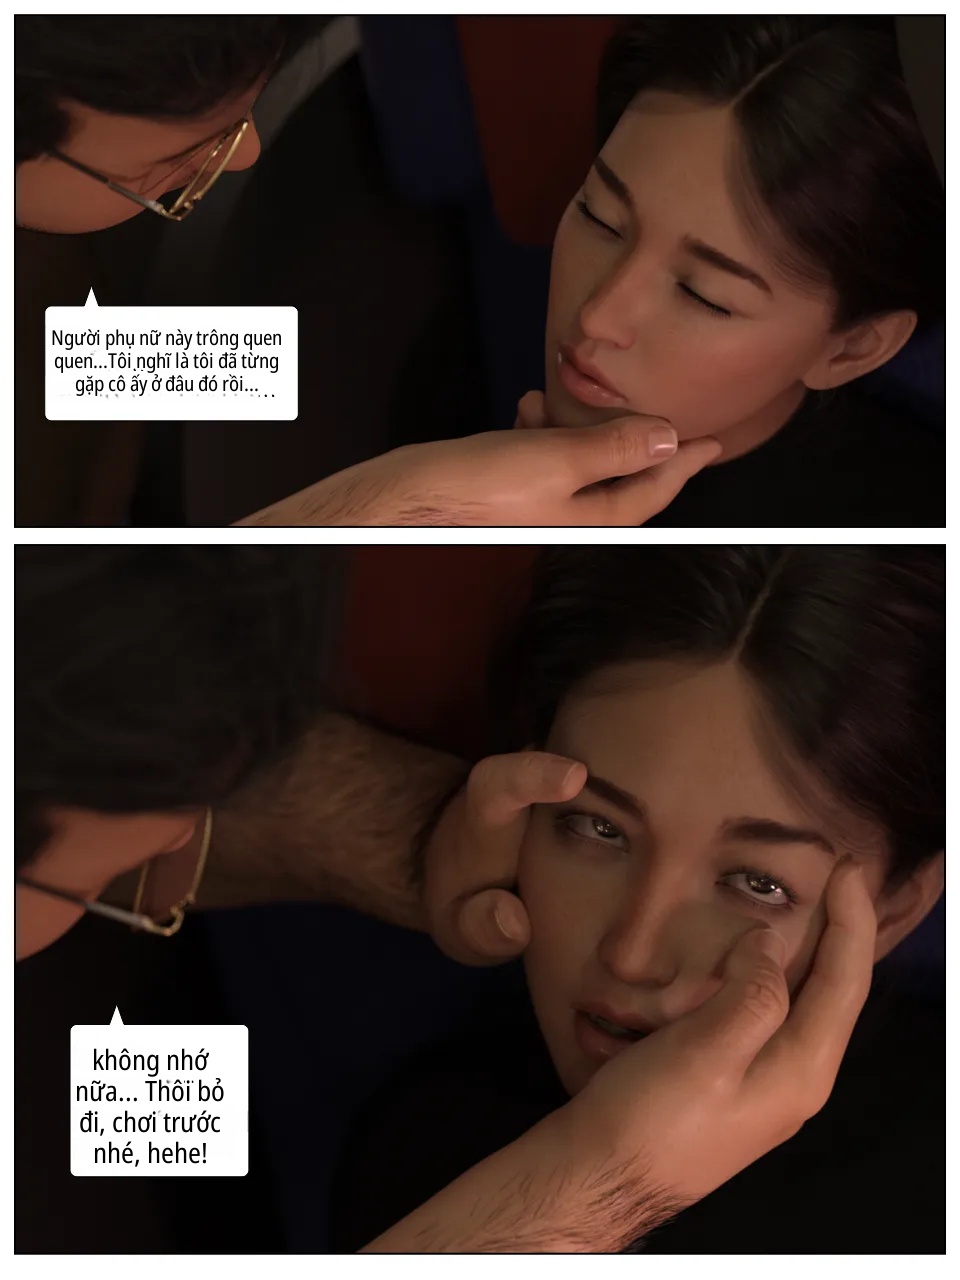 Người phụ nữ này trông quen
quen...Tôi nghĩ là tôi đã từng
gặp cô ấy ở đâu đó rồi...
không nhớ
nữa... Thôi bỏ
đi, chơi trước
nhé, hehe!